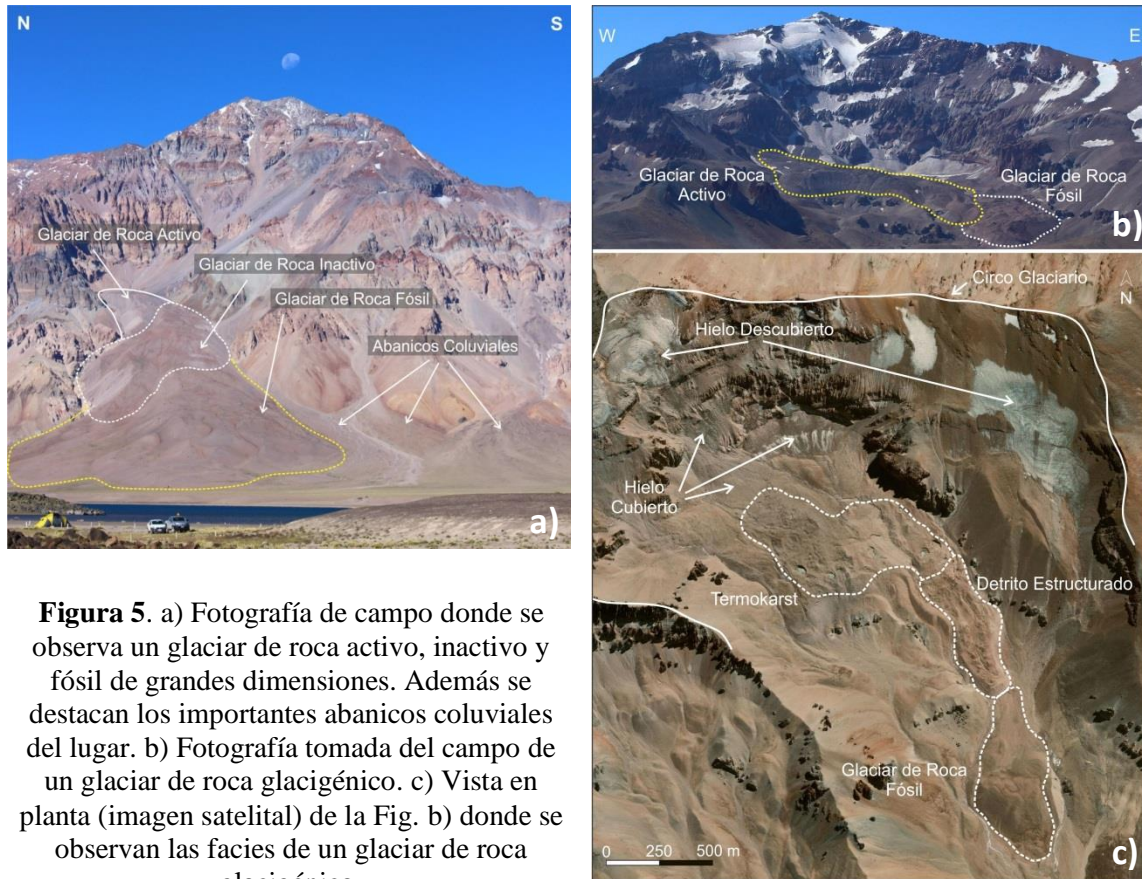 N
S
Glaciar de Roca Activo
Glaciar de Roca Inactivo
Glaciar de Roca Fósil
Abanicos Coluviales
a)
W
E
Glaciar de Roca
Activo
Glaciar de Roca
Fósil
b)
Circo Glaciario
N
Hielo Descubierto
Hielo
Cubierto
Termokarst
Detrito Estructurado
Glaciar de Roca
Fósil
0 250 500 m
c)
Figura 5. a) Fotografía de campo donde se
observa un glaciar de roca activo, inactivo y
fósil de grandes dimensiones. Además se
destacan los importantes abanicos coluviales
del lugar. b) Fotografía tomada del campo de
un glaciar de roca glacigénico. c) Vista en
planta (imagen satelital) de la Fig. b) donde se
observan las facies de un glaciar de roca